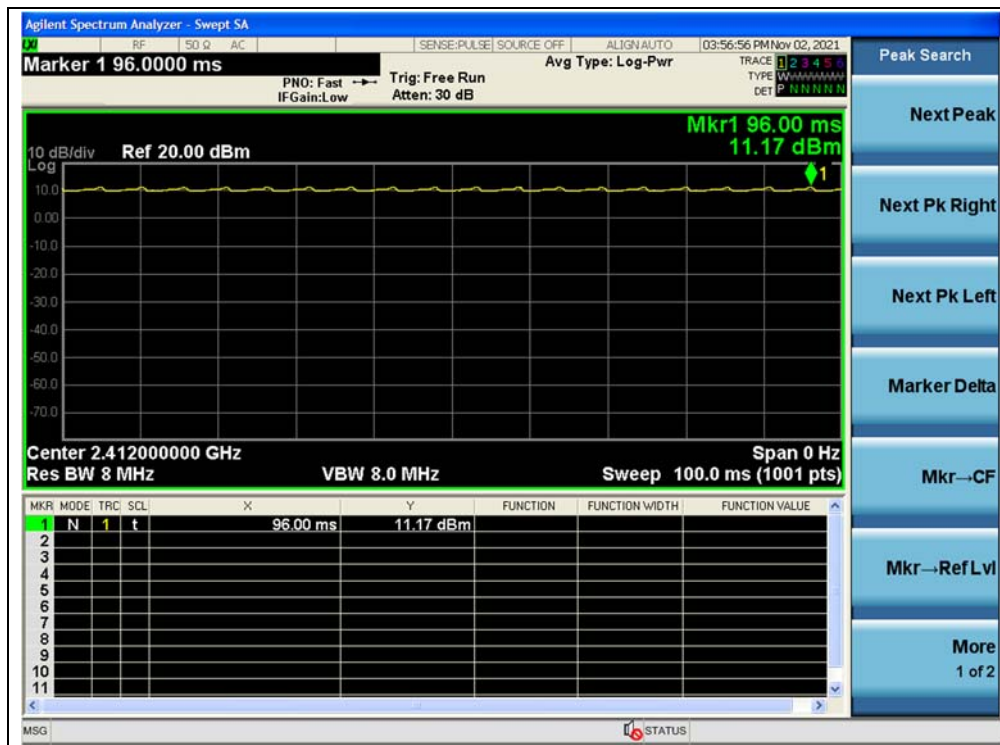 Agilent Spectrum Analyzer - Swept SA
LXI RF 50 Ω AC SENSE:PULSE SOURCE OFF ALIGN AUTO 03:56:56 PM Nov 02, 2021
Marker 1 96.0000 ms
PNO: Fast
IFGain:Low
Trig: Free Run
Atten: 30 dB
Avg Type: Log-Pwr
TRACE 1 2 3 4 5 6
TYPE W
DET P N N N N N
Mkr1 96.00 ms
11.17 dBm
10 dB/div Ref 20.00 dBm
Log
1
10.0
0.00
-10.0
-20.0
-30.0
-40.0
-50.0
-60.0
-70.0
Center 2.412000000 GHz Span 0 Hz
Res BW 8 MHz VBW 8.0 MHz Sweep 100.0 ms (1001 pts)
MKR MODE TRC SCL X Y FUNCTION FUNCTION WIDTH FUNCTION VALUE
1 N 1 t 96.00 ms 11.17 dBm
2
3
4
5
6
7
8
9
10
11
MSG STATUS
Peak Search
Next Peak
Next Pk Right
Next Pk Left
Marker Delta
Mkr→CF
Mkr→Ref Lvl
More
1 of 2